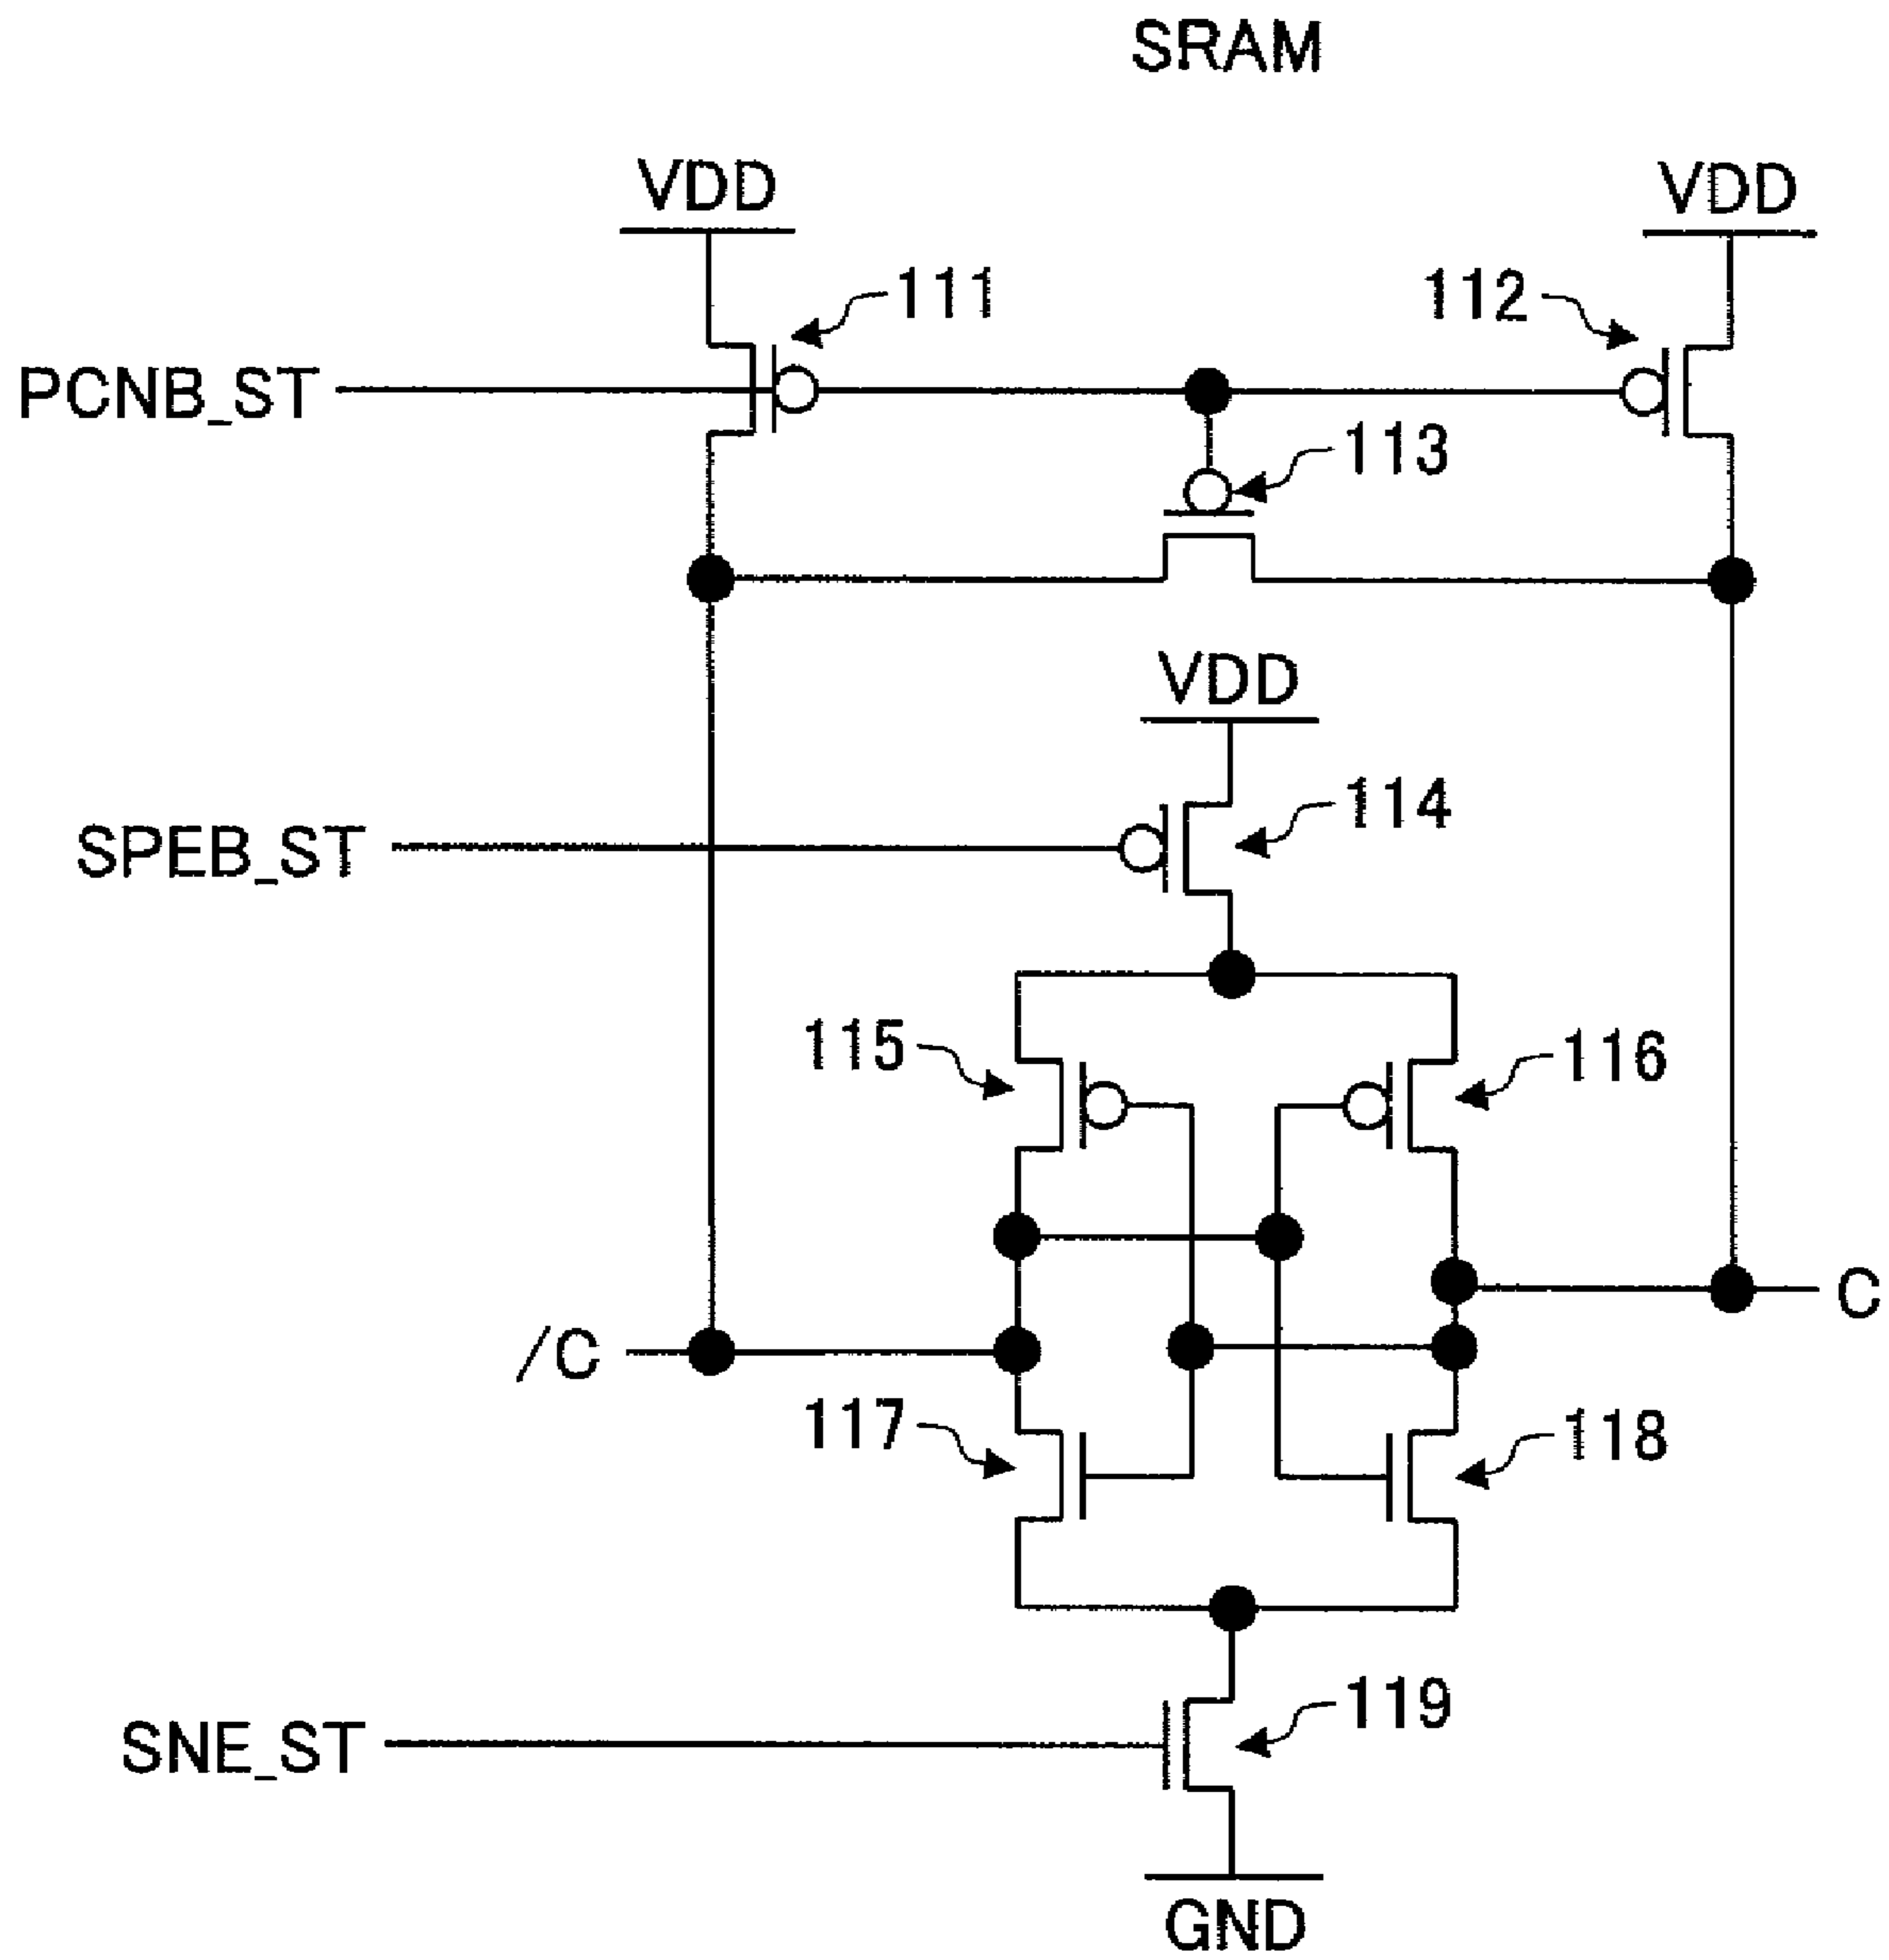 SRAM
VDD
VDD
111
112
PCNB_ST
113
VDD
114
SPEB_ST
115
116
C
/C
117
118
119
SNE_ST
GND